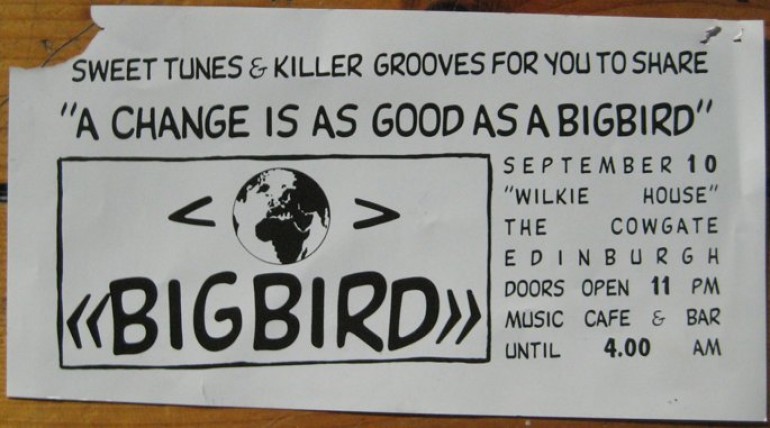 SWEET TUNES & KILLER GROOVES FOR YOU TO SHARE
"A CHANGE IS AS GOOD AS A BIGBIRD"
< >
«BIGBIRD»
SEPTEMBER 10
"WILKIE HOUSE"
THE COWGATE
EDINBURGH
DOORS OPEN 11 PM
MUSIC CAFE & BAR
UNTIL 4.00 AM